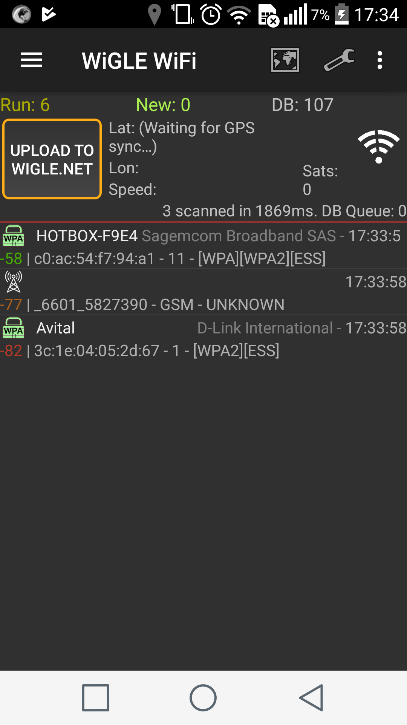 7% 17:34
WiGLE WiFi
Run: 6 New: 0 DB: 107
UPLOAD TO
WIGLE.NET
Lat: (Waiting for GPS
sync…)
Lon:
Speed:
Sats:
0
3 scanned in 1869ms. DB Queue: 0
WPA HOTBOX-F9E4 Sagemcom Broadband SAS - 17:33:5
-58 | c0:ac:54:f7:94:a1 - 11 - [WPA][WPA2][ESS]
17:33:58
-77 | _6601_5827390 - GSM - UNKNOWN
WPA Avital D-Link International - 17:33:58
-82 | 3c:1e:04:05:2d:67 - 1 - [WPA2][ESS]